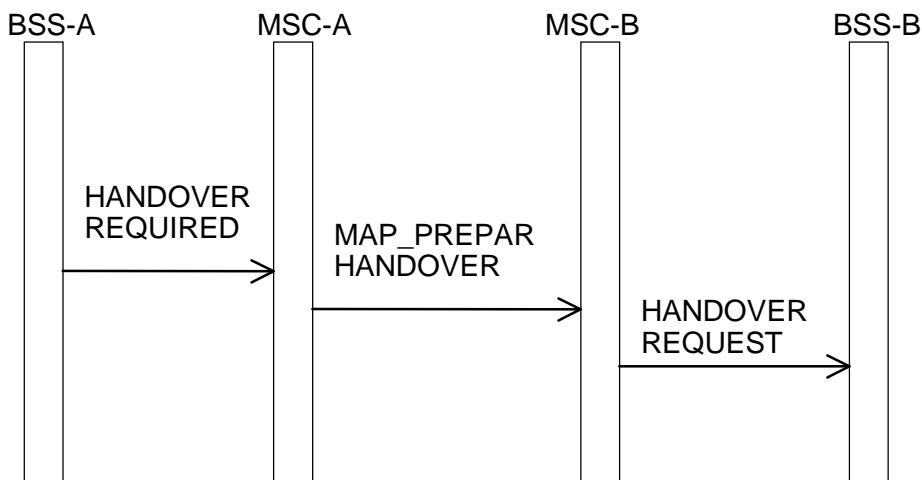 BSS-A MSC-A MSC-B BSS-B
HANDOVER
REQUIRED
MAP_PREPAR
HANDOVER
HANDOVER
REQUEST